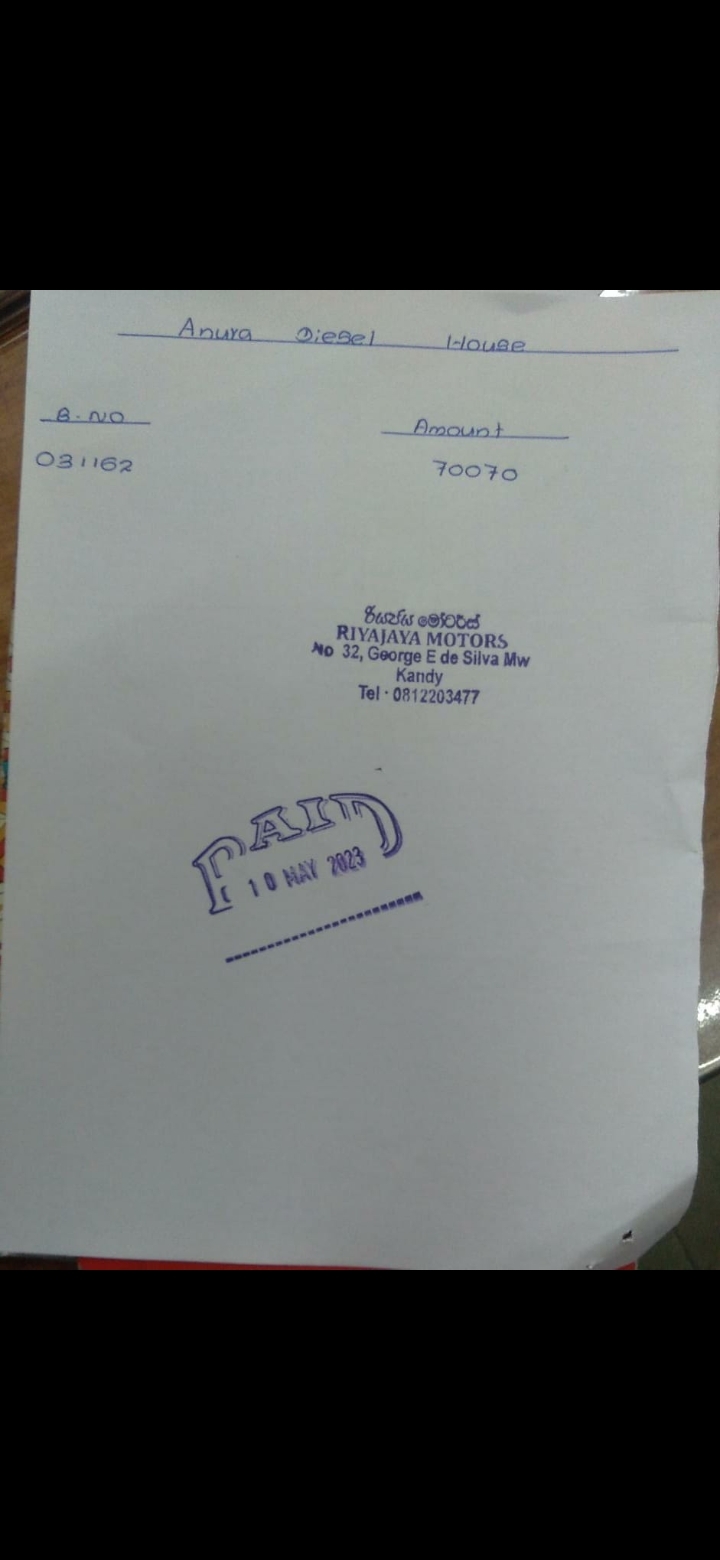 Anura Diesel House
B.NO Amount
031162 70070
රියජය මෝටර්ස්
RIYAJAYA MOTORS
No 32, George E de Silva Mw
Kandy
Tel · 0812203477
PAID
10 MAY 2023